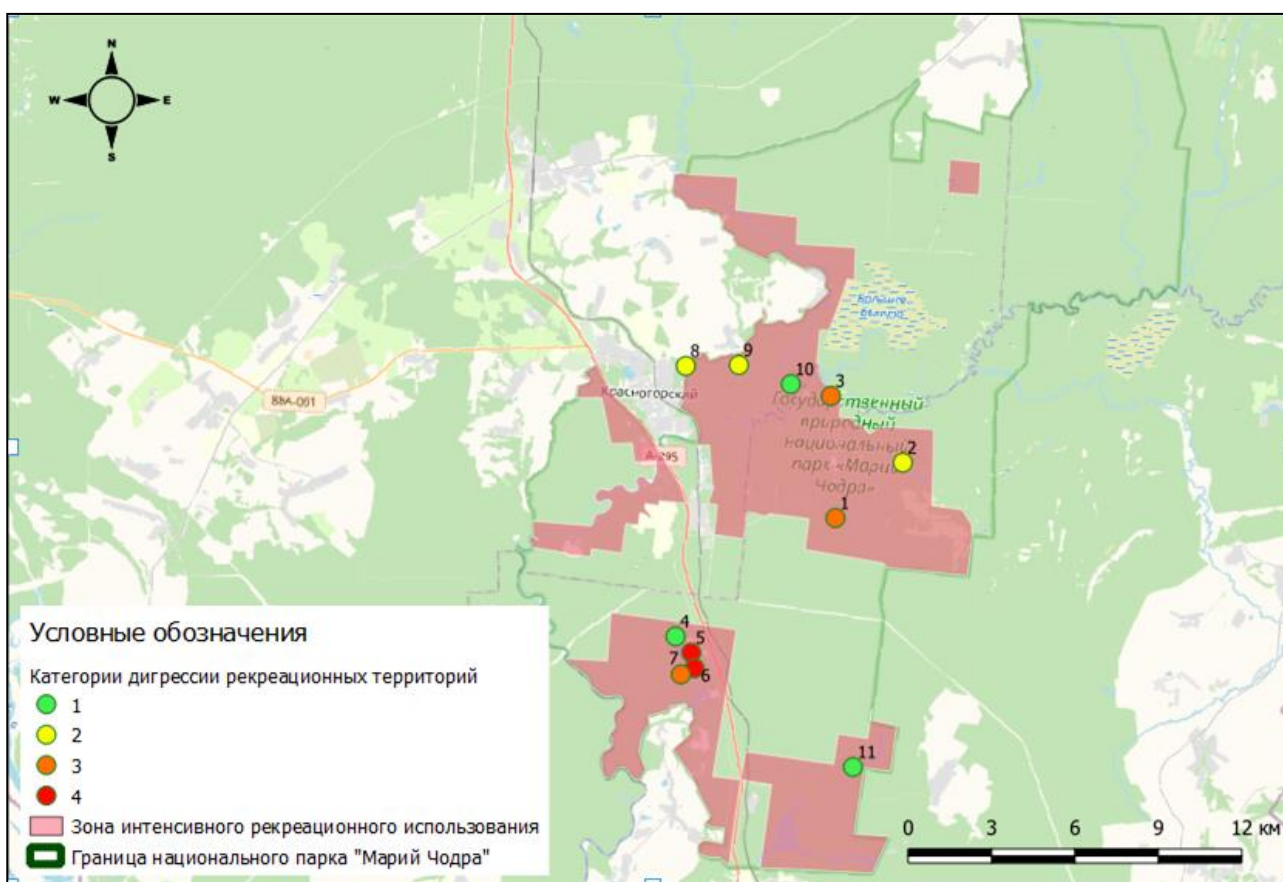 N
W
E
S
88А-001
Красногорский
А-295
8
9
10
3
Государственный
природный
национальный
парк «Марий
Чодра»
2
1
4
5
7
6
11
Условные обозначения
Категории дигрессии рекреационных территорий
1
2
3
4
Зона интенсивного рекреационного использования
Граница национального парка "Марий Чодра"
0 3 6 9 12 км